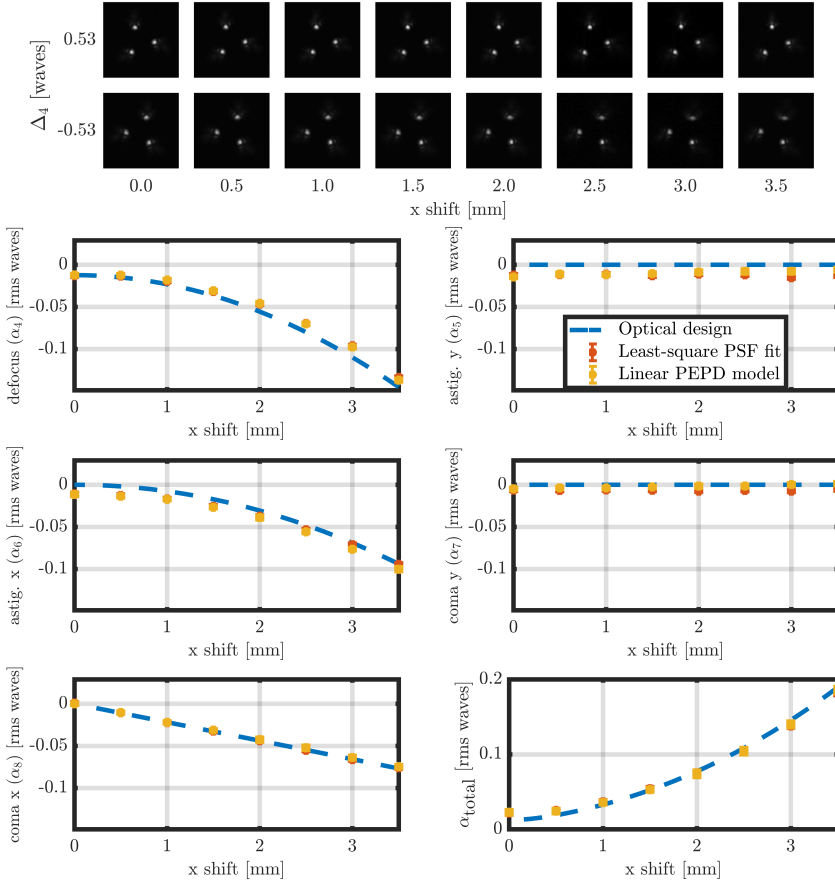 Δ4 [waves]
0.53
-0.53
0.0 0.5 1.0 1.5 2.0 2.5 3.0 3.5
x shift [mm]
defocus (α4) [rms waves]
0
-0.05
-0.1
0 1 2 3
x shift [mm]
astig. y (α5) [rms waves]
0
-0.05
-0.1
Optical design
Least-square PSF fit
Linear PEPD model
0 1 2 3
x shift [mm]
astig. x (α6) [rms waves]
0
-0.05
-0.1
0 1 2 3
x shift [mm]
coma y (α7) [rms waves]
0
-0.05
-0.1
0 1 2 3
x shift [mm]
coma x (α8) [rms waves]
0
-0.05
-0.1
0 1 2 3
x shift [mm]
αtotal [rms waves]
0.2
0.1
0
0 1 2 3
x shift [mm]